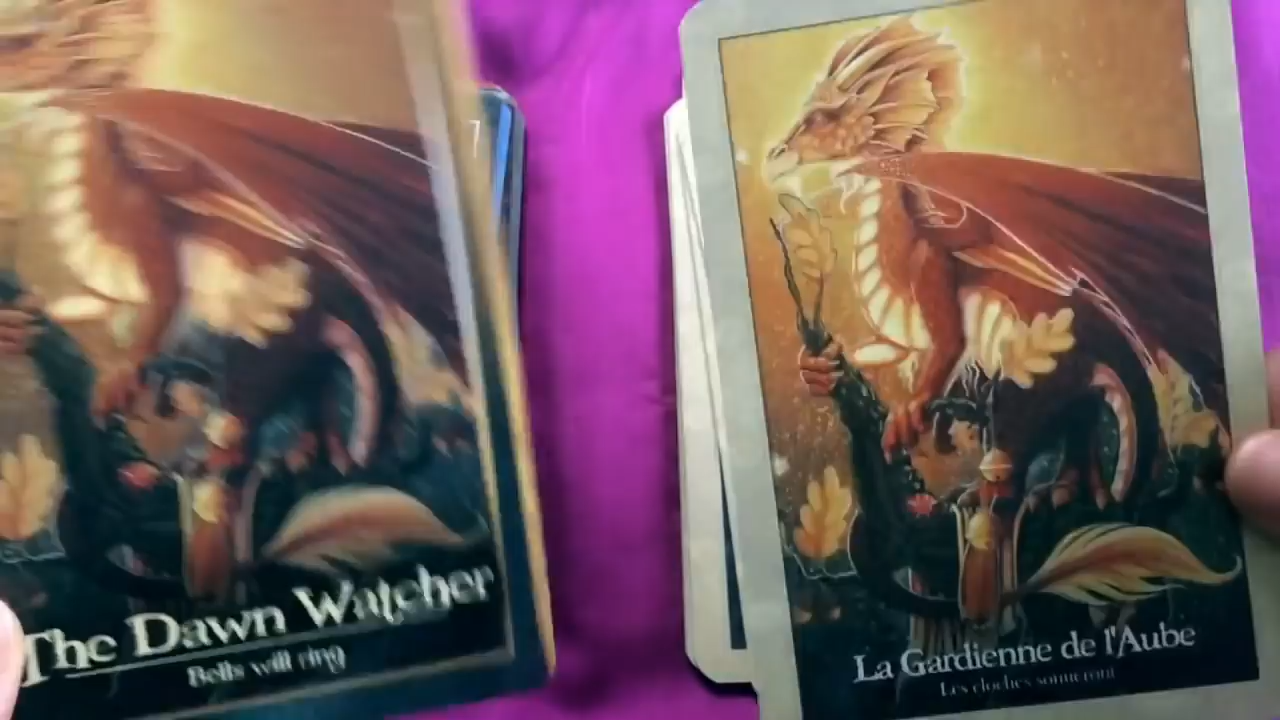 The Dawn Watcher
Bells will ring
La Gardienne de l'Aube
Les cloches sonneront